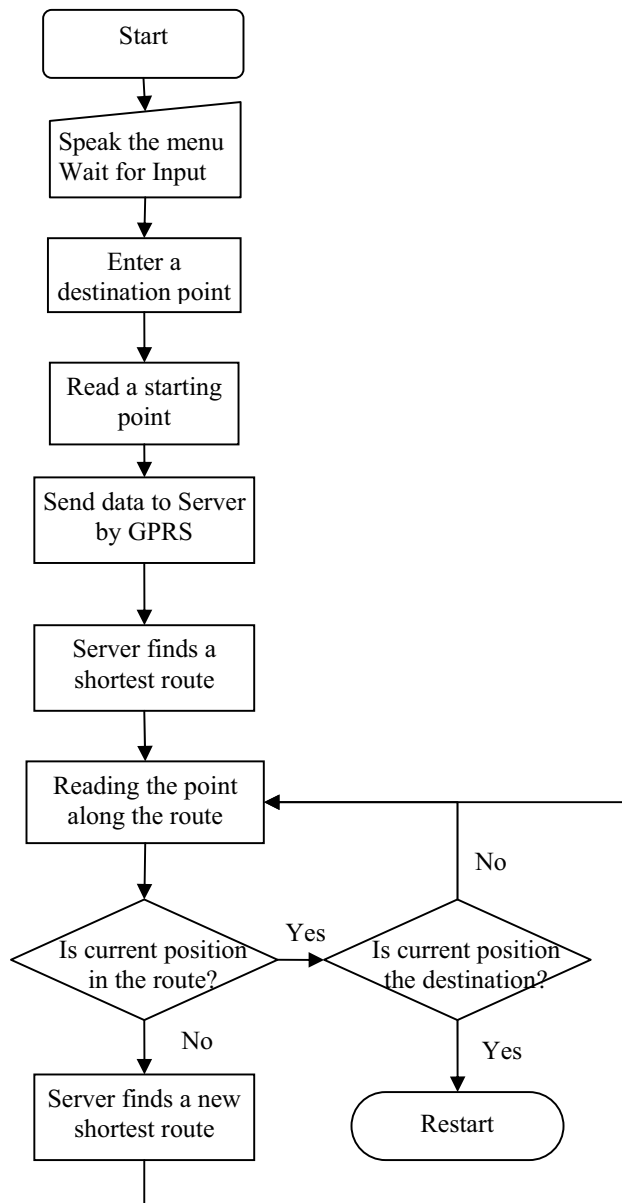 Start
Speak the menu
Wait for Input
Enter a
destination point
Read a starting
point
Send data to Server
by GPRS
Server finds a
shortest route
Reading the point
along the route
No
Is current position
in the route?
Yes
Is current position
the destination?
No
Yes
Server finds a new
shortest route
Restart